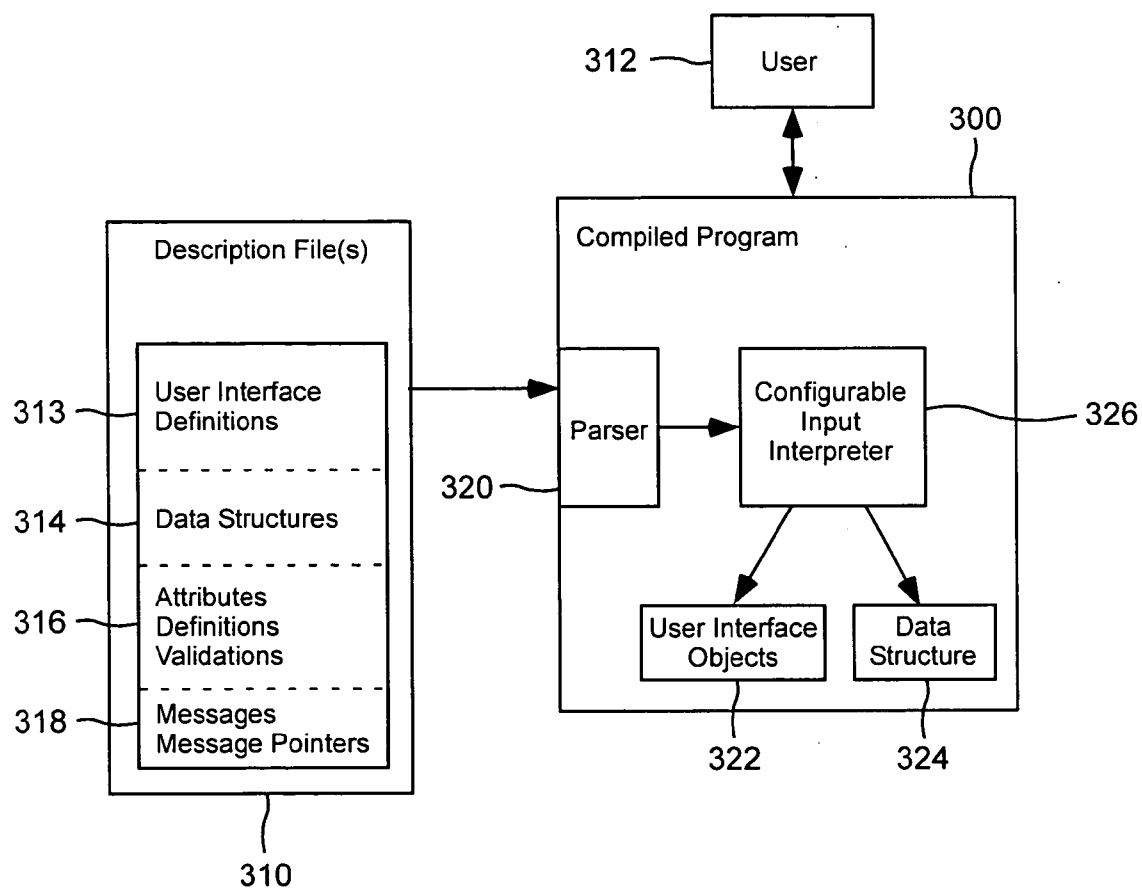 312
User
300
Description File(s)
Compiled Program
313
User Interface
Definitions
Parser
Configurable
Input
Interpreter
326
320
314
Data Structures
316
Attributes
Definitions
Validations
User Interface
Objects
Data
Structure
318
Messages
Message Pointers
322
324
310